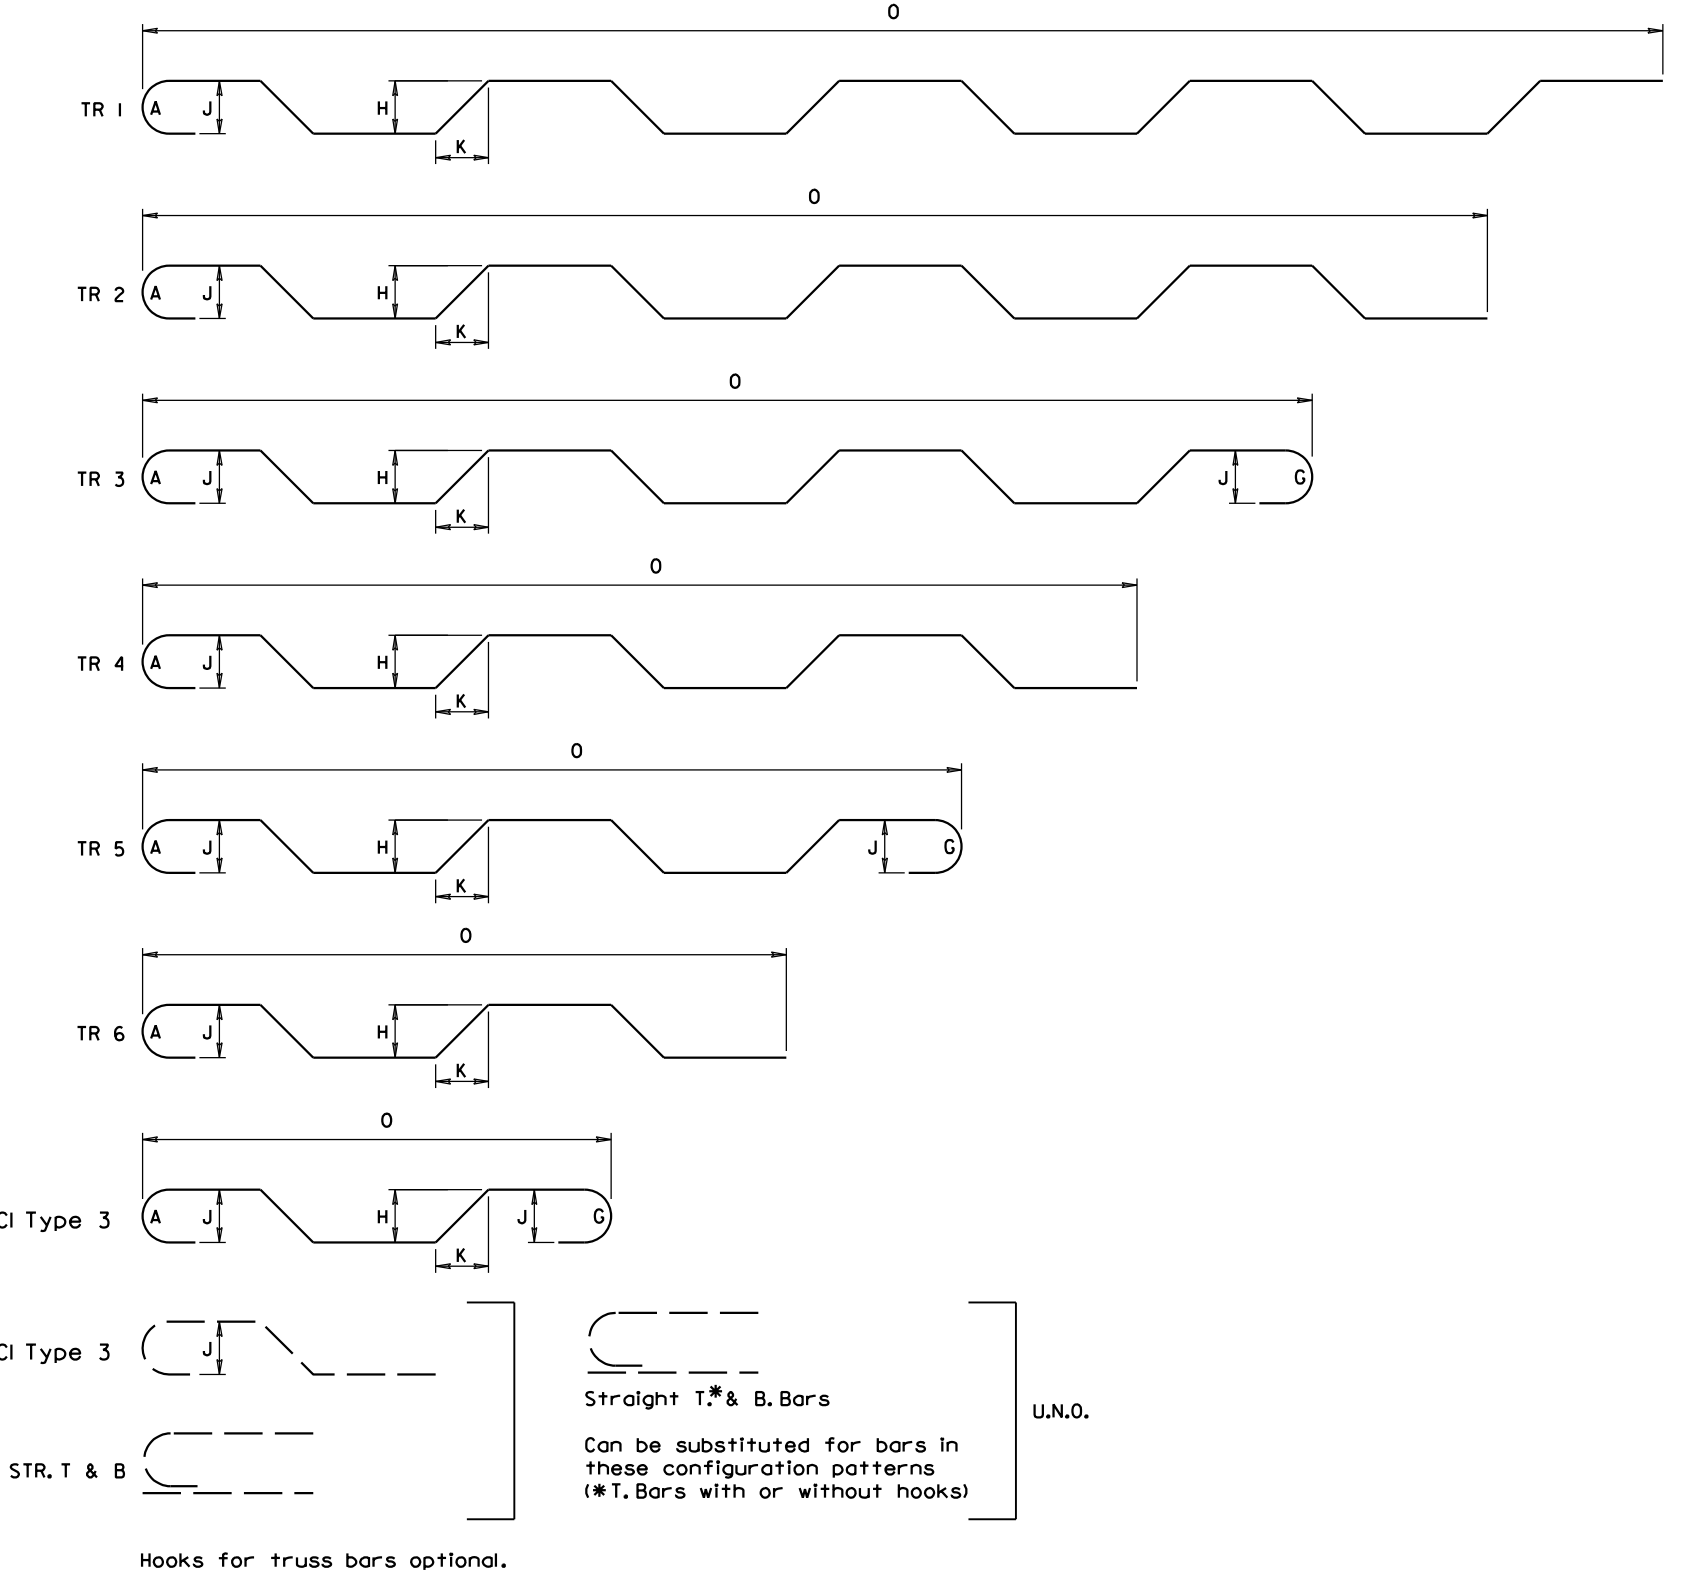 O
TR 1 A J H K
O
TR 2 A J H K
O
TR 3 A J H K J G
O
TR 4 A J H K
O
TR 5 A J H K J G
O
TR 6 A J H K
O
CI Type 3 A J H K J G
CI Type 3 J
STR. T & B
Straight T.* & B. Bars
Can be substituted for bars in
these configuration patterns
(* T. Bars with or without hooks)
U.N.O.
Hooks for truss bars optional.